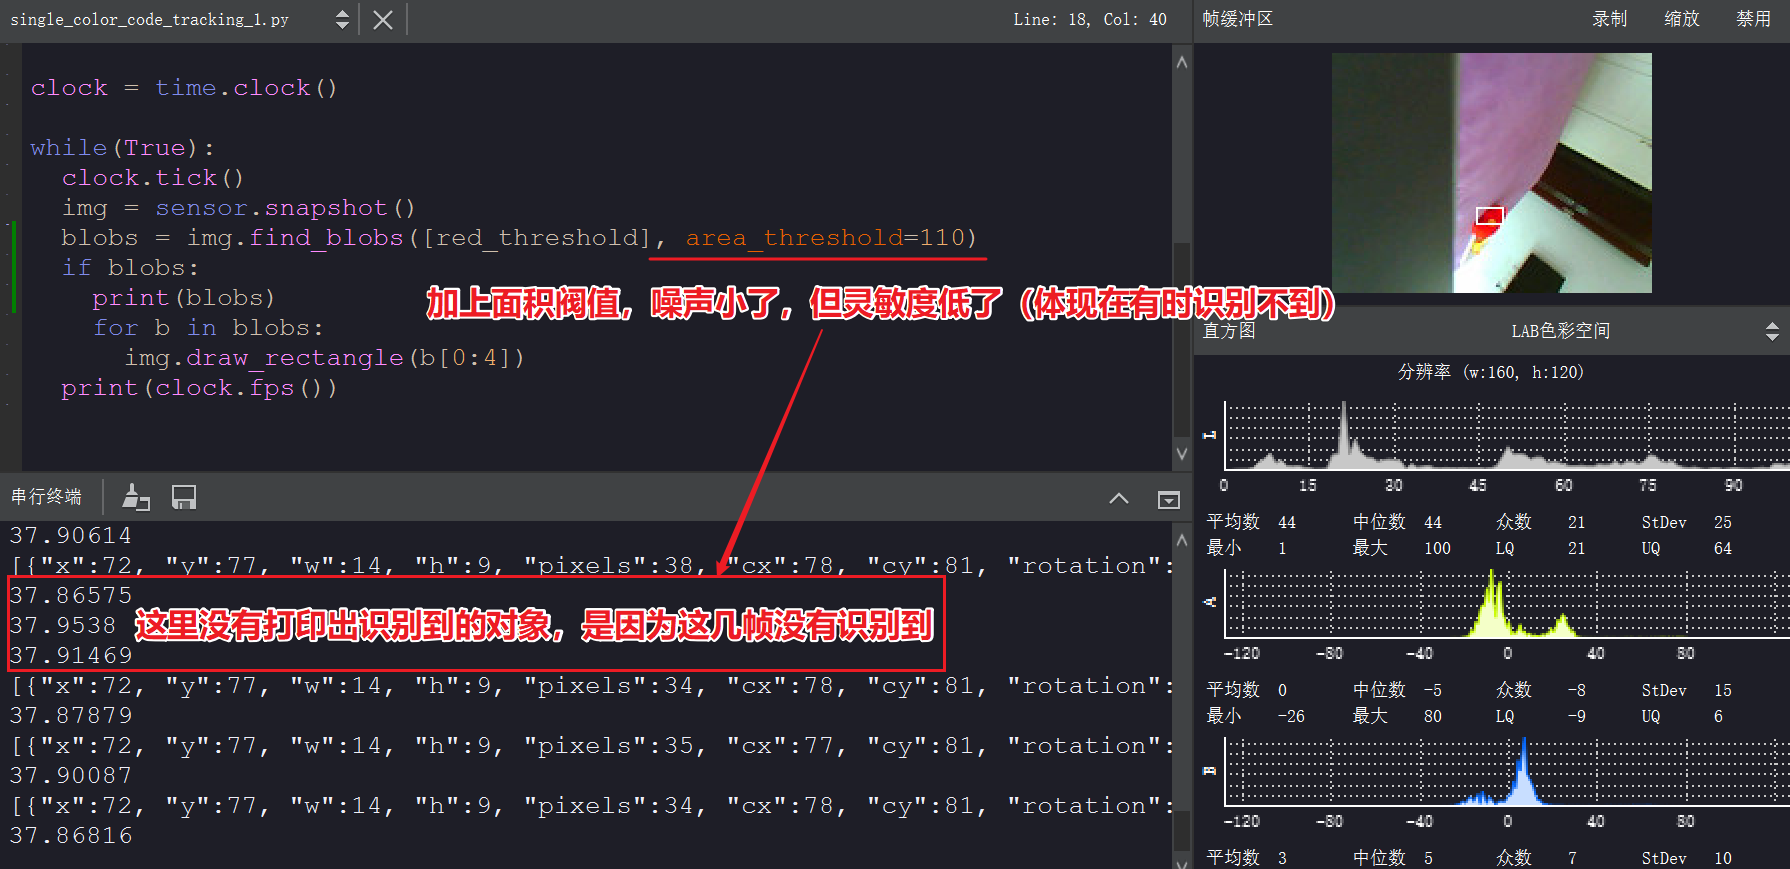 single_color_code_tracking_1.py
Line: 18, Col: 40
clock = time.clock()
while(True):
clock.tick()
img = sensor.snapshot()
blobs = img.find_blobs([red_threshold], area_threshold=110)
if blobs:
print(blobs)
加上面积阀值，噪声小了，但灵敏度低了（体现在有时识别不到）
for b in blobs:
img.draw_rectangle(b[0:4])
print(clock.fps())
串行终端
37.90614
[{"x":72, "y":77, "w":14, "h":9, "pixels":38, "cx":78, "cy":81, "rotation":
37.86575
37.9538
这里没有打印出识别到的对象，是因为这几帧没有识别到
37.91469
[{"x":72, "y":77, "w":14, "h":9, "pixels":34, "cx":78, "cy":81, "rotation":
37.87879
[{"x":72, "y":77, "w":14, "h":9, "pixels":35, "cx":77, "cy":81, "rotation":
37.90087
[{"x":72, "y":77, "w":14, "h":9, "pixels":34, "cx":78, "cy":81, "rotation":
37.86816
帧缓冲区 录制 缩放 禁用
直方图 LAB色彩空间
分辨率 (w:160, h:120)
L
0 15 30 45 60 75 90
平均数 44 中位数 44 众数 21 StDev 25
最小 1 最大 100 LQ 21 UQ 64
A
-120 -80 -40 0 40 80
平均数 0 中位数 -5 众数 -8 StDev 15
最小 -26 最大 80 LQ -9 UQ 6
B
-120 -80 -40 0 40 80
平均数 3 中位数 5 众数 7 StDev 10